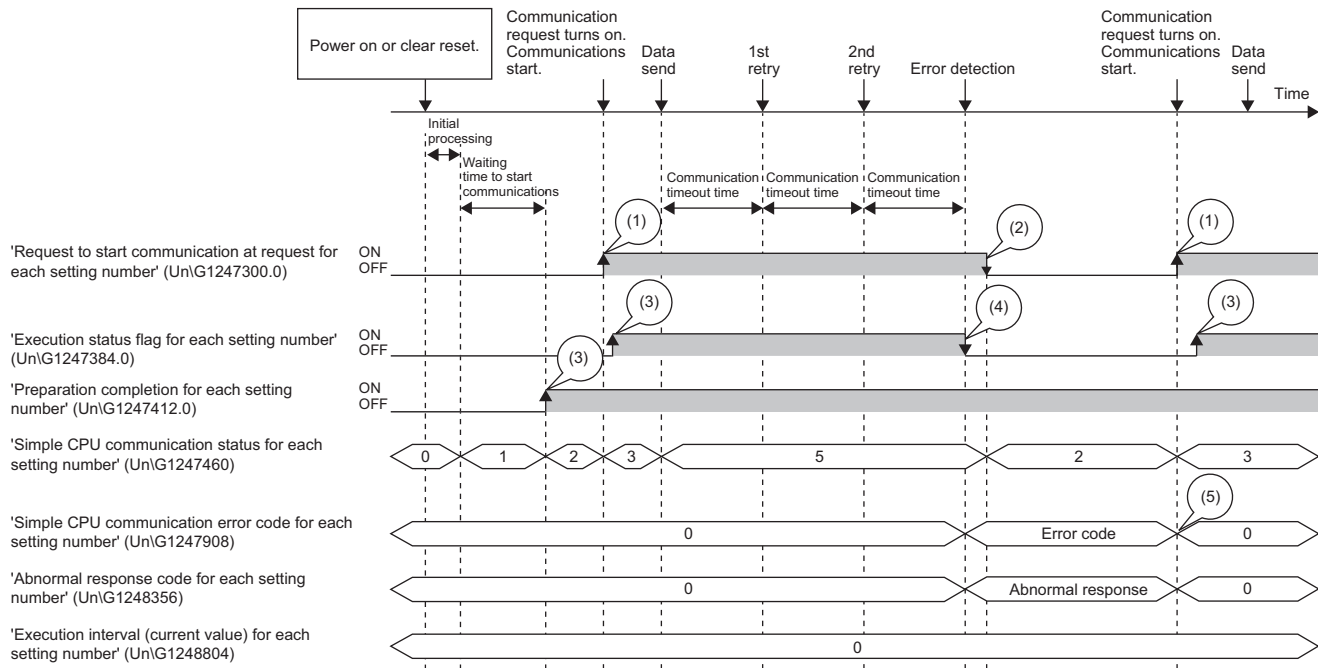 Power on or clear reset.
Communication
request turns on.
Communications
start.
Data
send
1st
retry
2nd
retry
Error detection
Communication
request turns on.
Communications
start.
Data
send
Time
Initial
processing
Waiting
time to start
communications
Communication
timeout time
Communication
timeout time
Communication
timeout time
'Request to start communication at request for
each setting number' (Un\G1247300.0)
ON
OFF
(1)
(2)
(1)
'Execution status flag for each setting number'
(Un\G1247384.0)
ON
OFF
(3)
(4)
(3)
'Preparation completion for each setting
number' (Un\G1247412.0)
ON
OFF
(3)
'Simple CPU communication status for each
setting number' (Un\G1247460)
0 1 2 3 5 2 3
'Simple CPU communication error code for each
setting number' (Un\G1247908)
0 Error code 0
(5)
'Abnormal response code for each setting
number' (Un\G1248356)
0 Abnormal response 0
'Execution interval (current value) for each
setting number' (Un\G1248804)
0